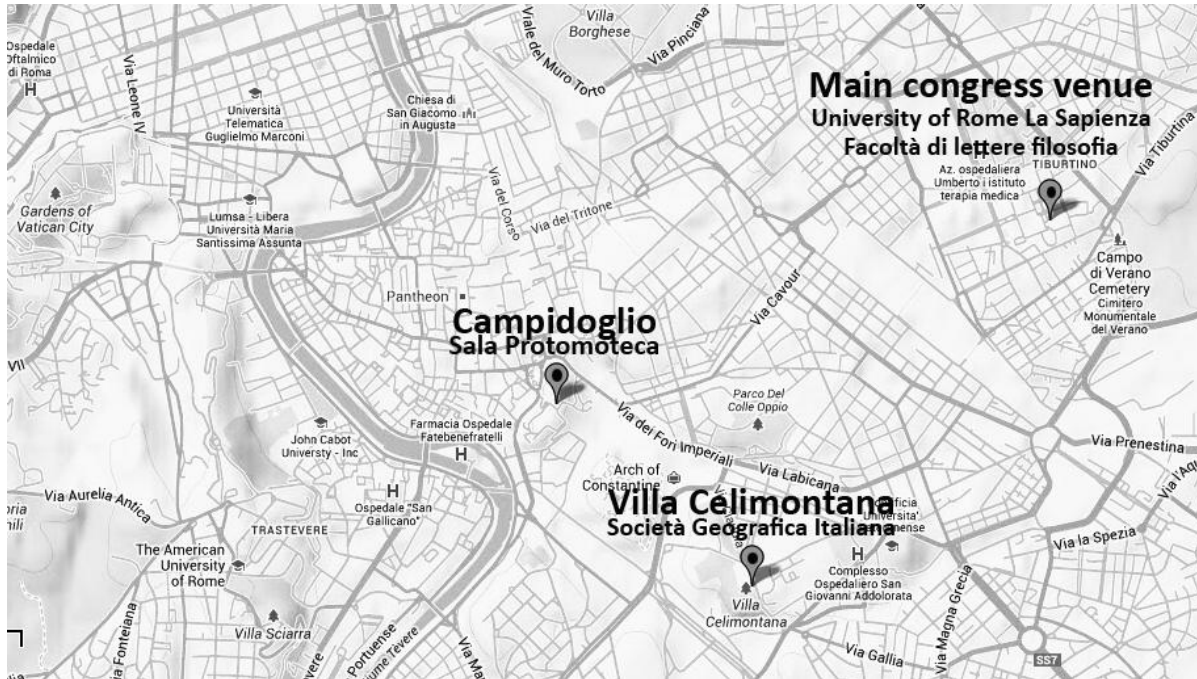 Villa
Borghese
Via Pinciana
Viale del Muro Torto
Ospedale
Oftalmico
di Roma
H
Via Leone IV
Università
Telematica
Guglielmo Marconi
Chiesa di
San Giacomo
in Augusta
Main congress venue
University of Rome La Sapienza
Facoltà di lettere filosofia
H
TIBURTINO
Az. ospedaliera
Umberto i istituto
terapia medica
Via Tiburtina
Gardens of
Vatican City
Lumsa - Libera
Università Maria
Santissima Assunta
Via del Corso
Via del Tritone
Campo
di Verano
Cemetery
Cimitero
Monumentale
del Verano
Pantheon
Via Cavour
Campidoglio
Sala Protomoteca
VII
Parco Del
Colle Oppio
Via dei Fori Imperiali
John Cabot
Universty - Inc
Farmacia Ospedale
Fatebenefratelli
H
Via Prenestina
Via Labicana
Arch of
Constantine
Via Aurelia Antica
H
Ospedale "San
Gallicano"
Villa Celimontana
Società Geografica Italiana
TRASTEVERE
Via la Spezia
The American
University
of Rome
H
Complesso
Ospedaliero San
Giovanni Addolorata
Villa
Celimontana
Villa Sciarra
Via Fonteiana
Portuense
Via Magna Grecia
Via Gallia
SS7